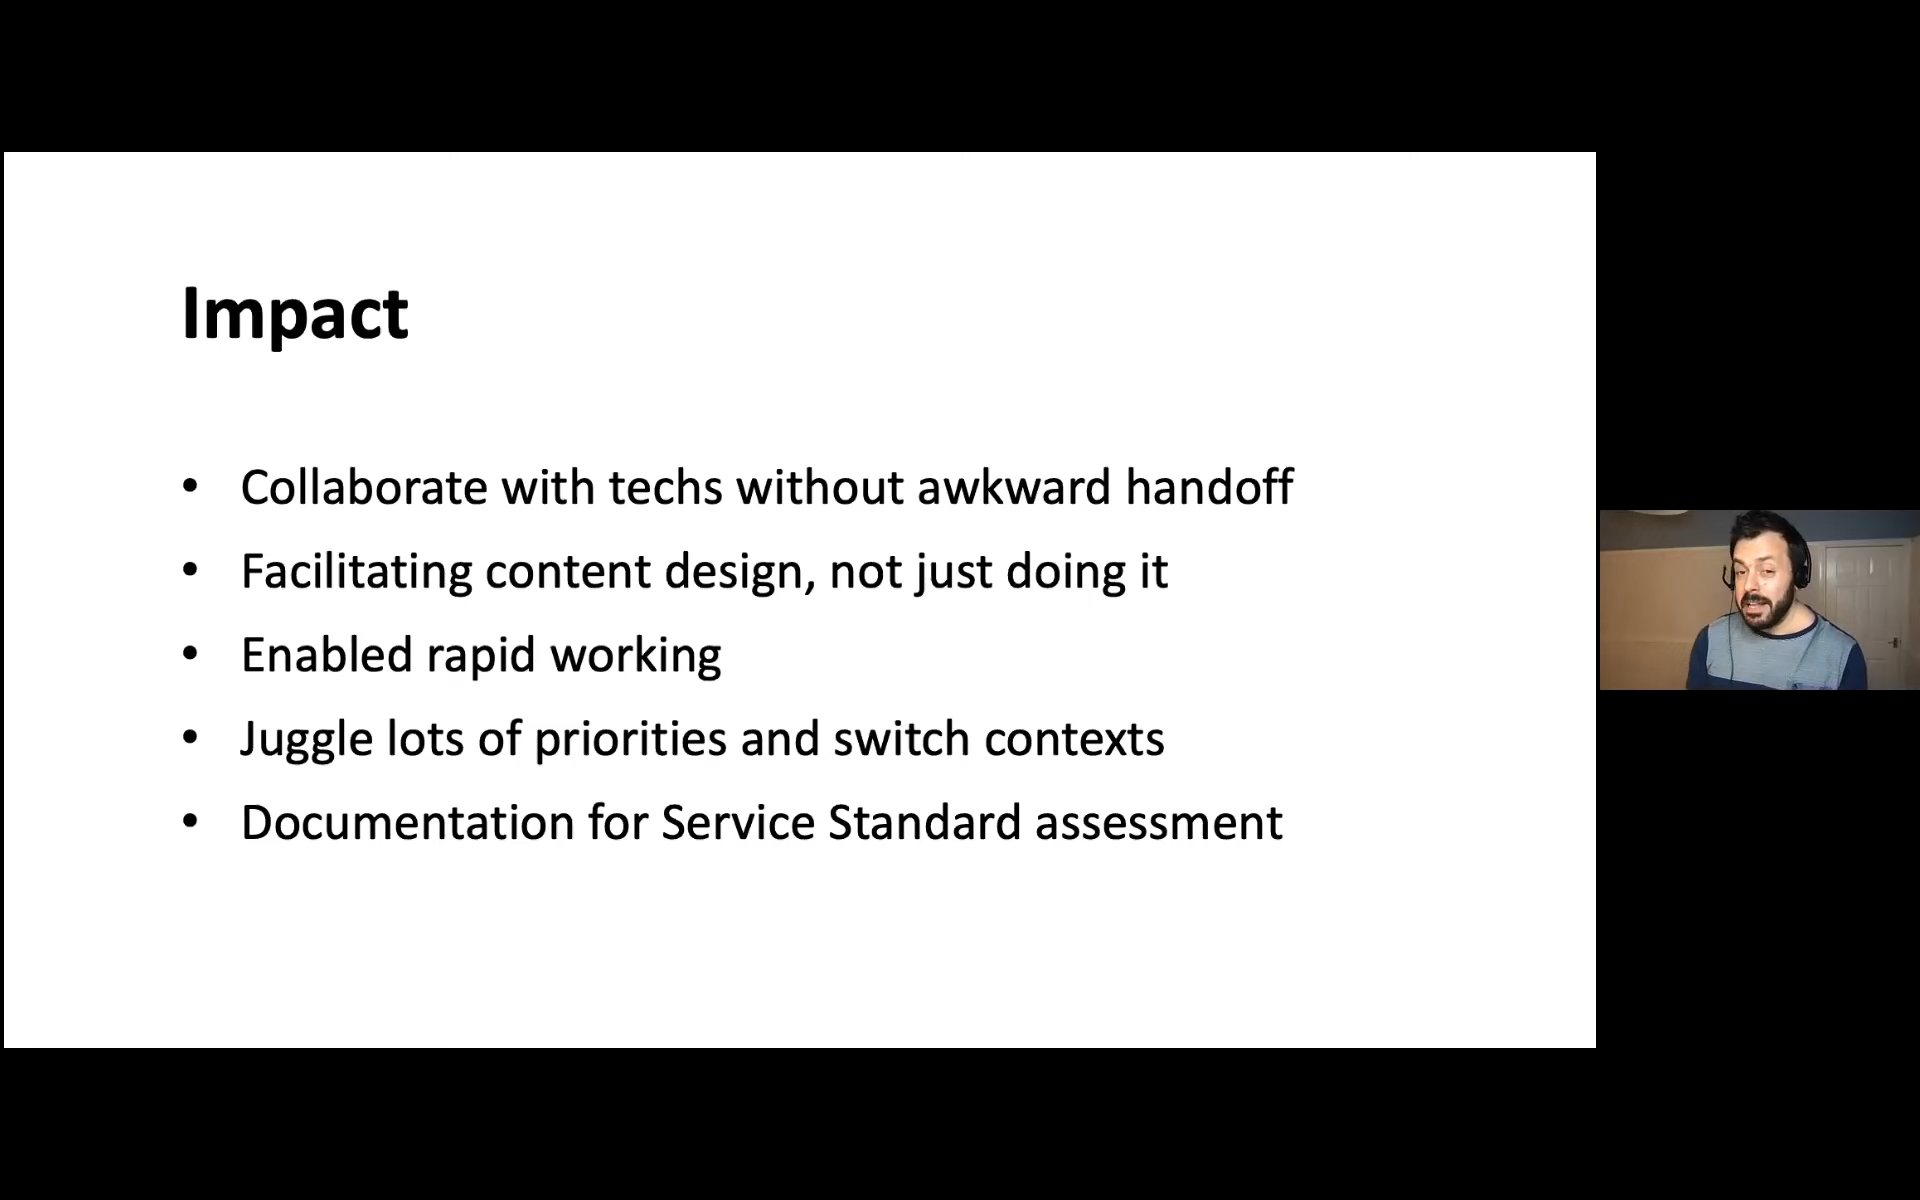 Impact
• Collaborate with techs without awkward handoff
• Facilitating content design, not just doing it
• Enabled rapid working
• Juggle lots of priorities and switch contexts
• Documentation for Service Standard assessment